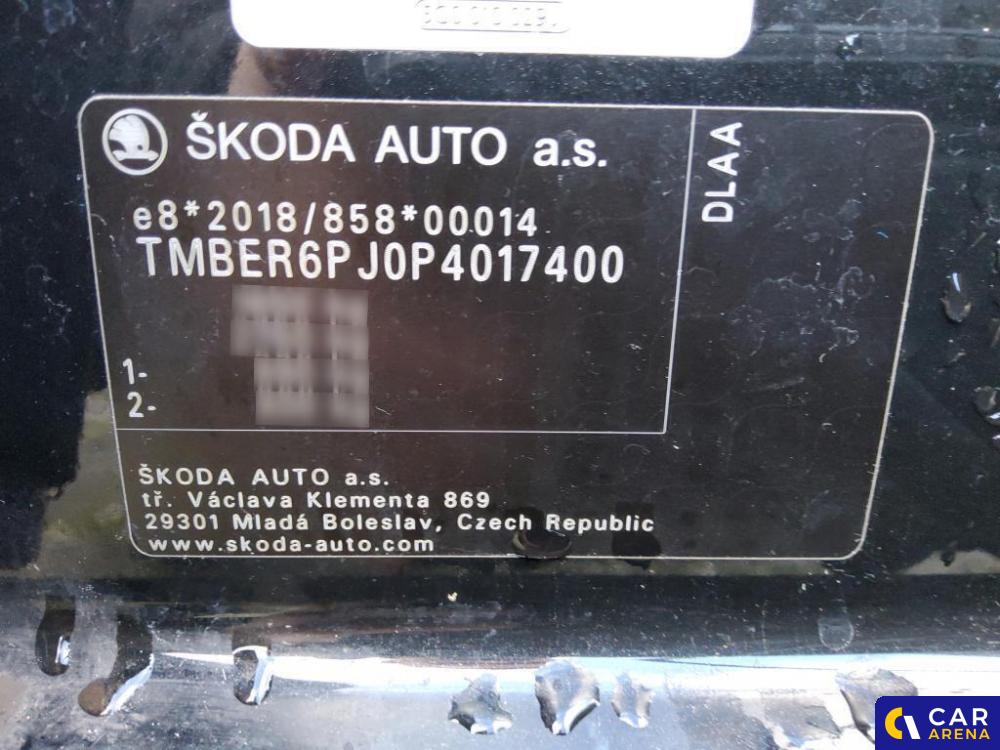 ŠKODA AUTO a.s.
DLAA
e8*2018/858*00014
TMBER6PJ0P4017400
1-
2-
ŠKODA AUTO a.s.
tř. Václava Klementa 869
29301 Mladá Boleslav, Czech Republic
www.skoda-auto.com
CAR
ARENA